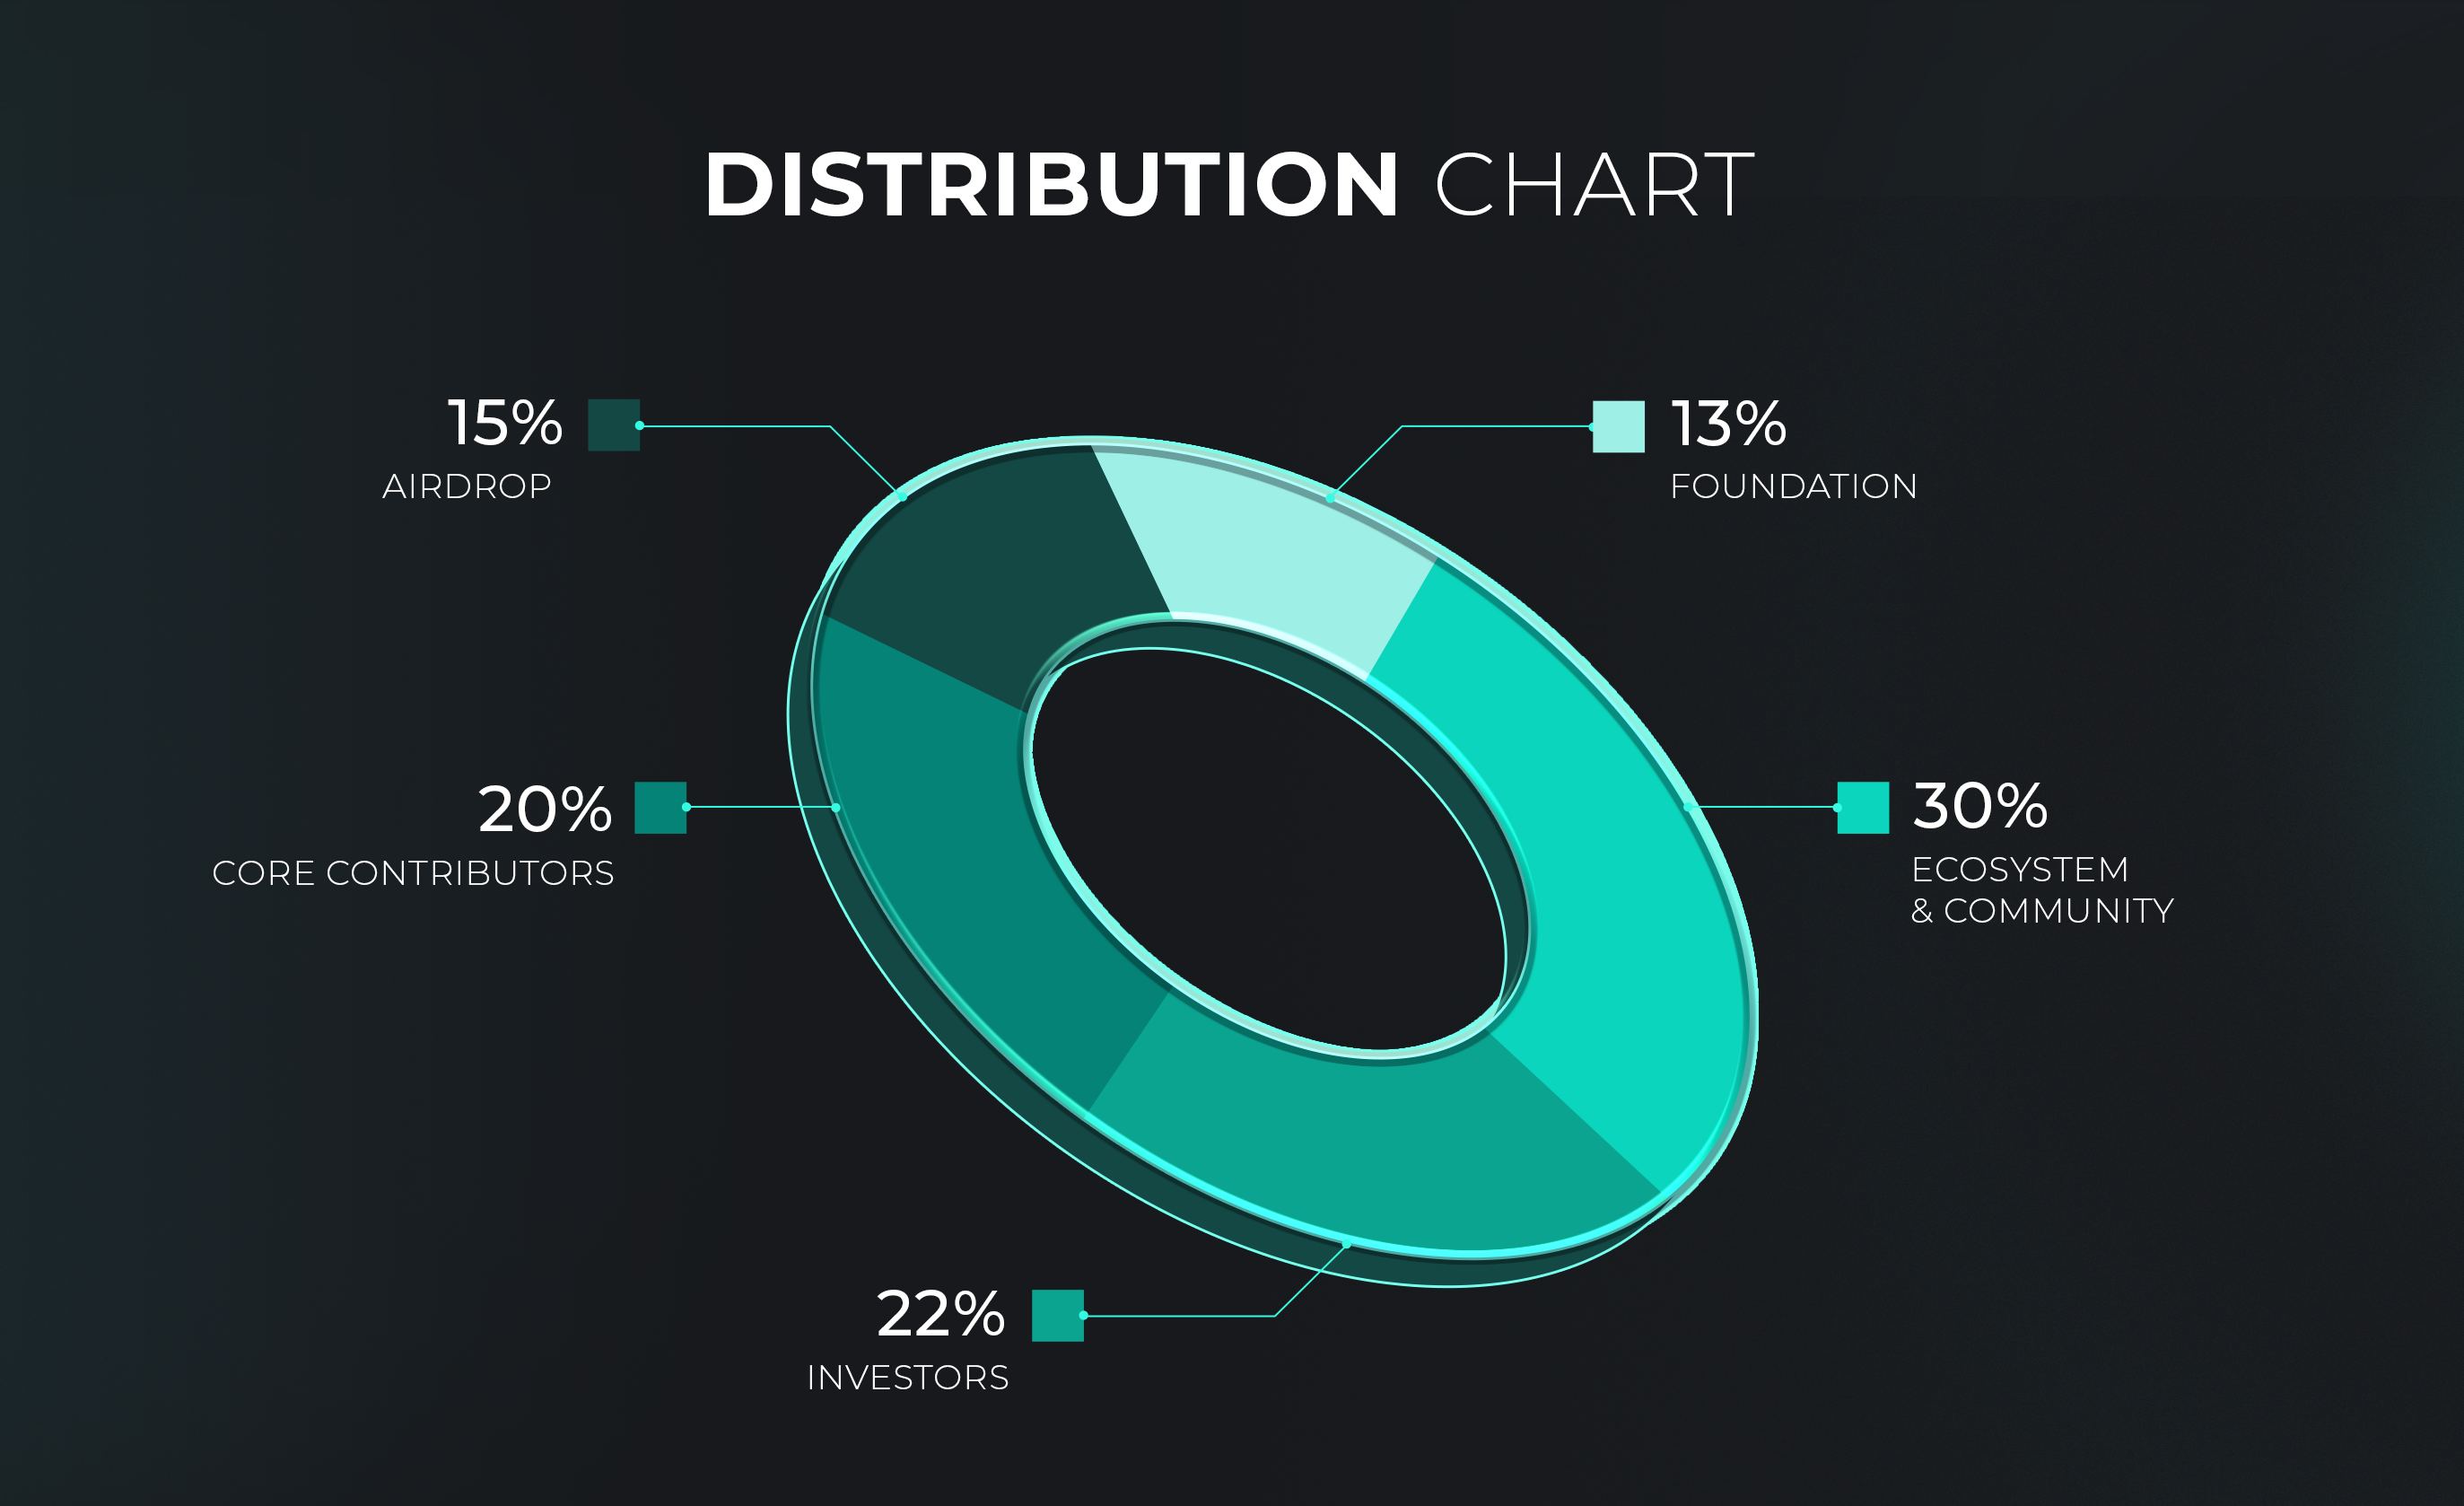 DISTRIBUTION CHART
15%
AIRDROP
13%
FOUNDATION
20%
CORE CONTRIBUTORS
30%
ECOSYSTEM
& COMMUNITY
22%
INVESTORS